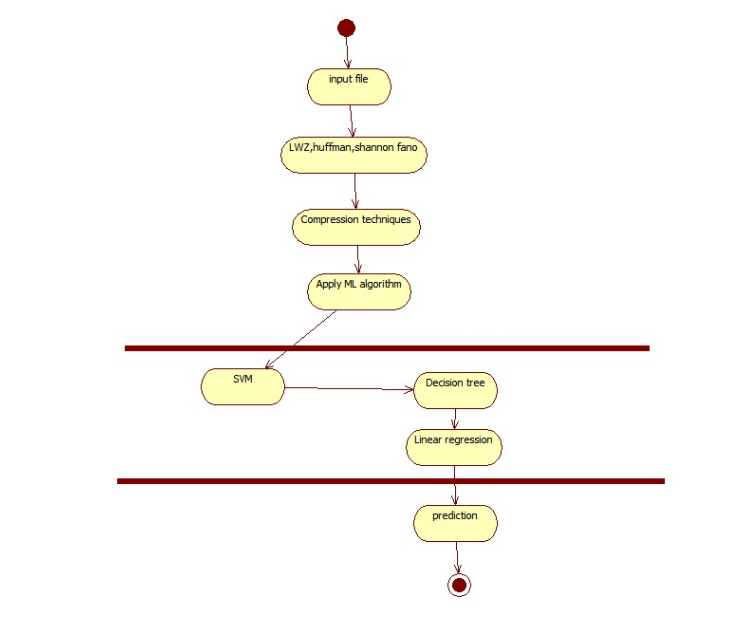 input file
LWZ,huffman,shannon fano
Compression techniques
Apply ML algorithm
SVM
Decision tree
Linear regression
prediction